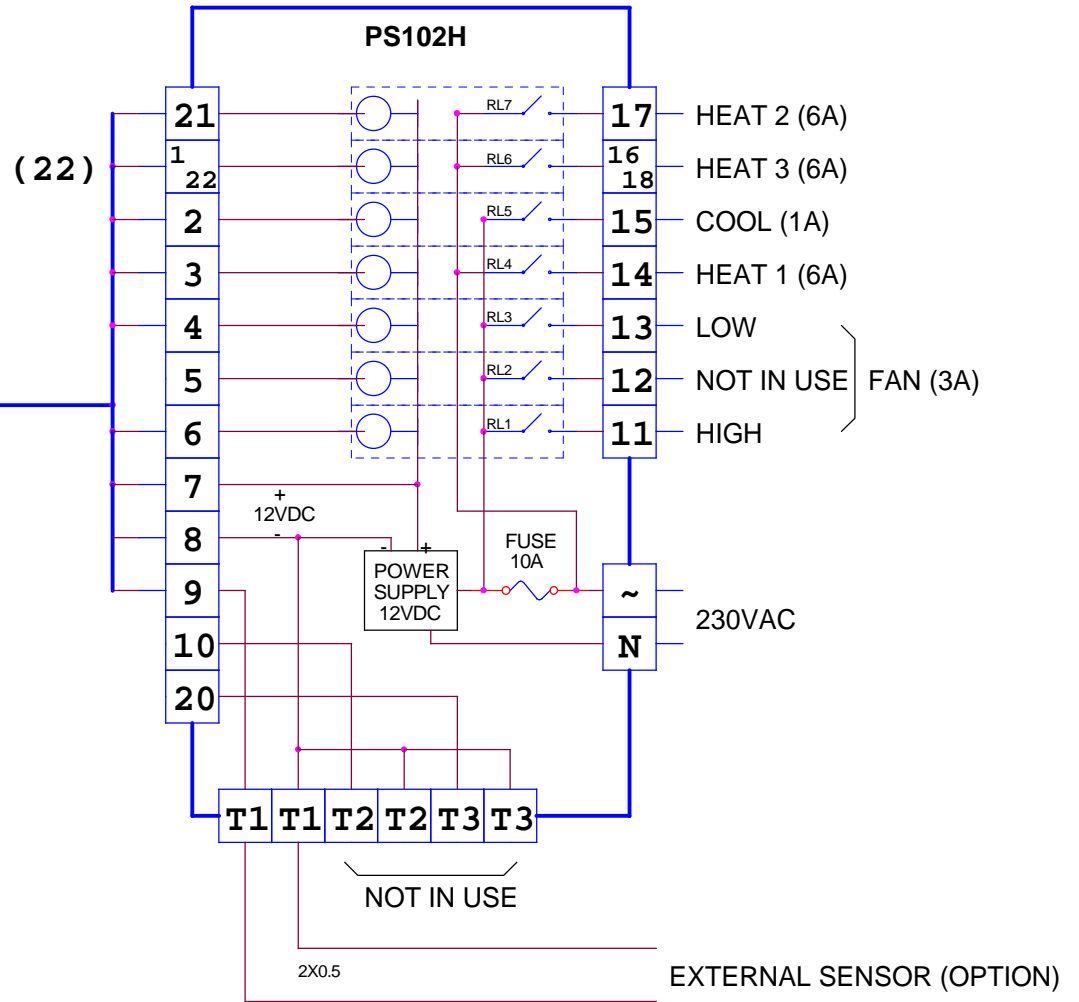 PS102H
21 RL7 17 HEAT 2 (6A)
(22) 1 22 RL6 16 18 HEAT 3 (6A)
2 RL5 15 COOL (1A)
3 RL4 14 HEAT 1 (6A)
4 RL3 13 LOW
5 RL2 12 NOT IN USE FAN (3A)
6 RL1 11 HIGH
7
+
12VDC
-
8
- +
POWER
SUPPLY
12VDC
FUSE
10A
9 ~
230VAC
10 N
20
T1 T1 T2 T2 T3 T3
NOT IN USE
2X0.5
EXTERNAL SENSOR (OPTION)